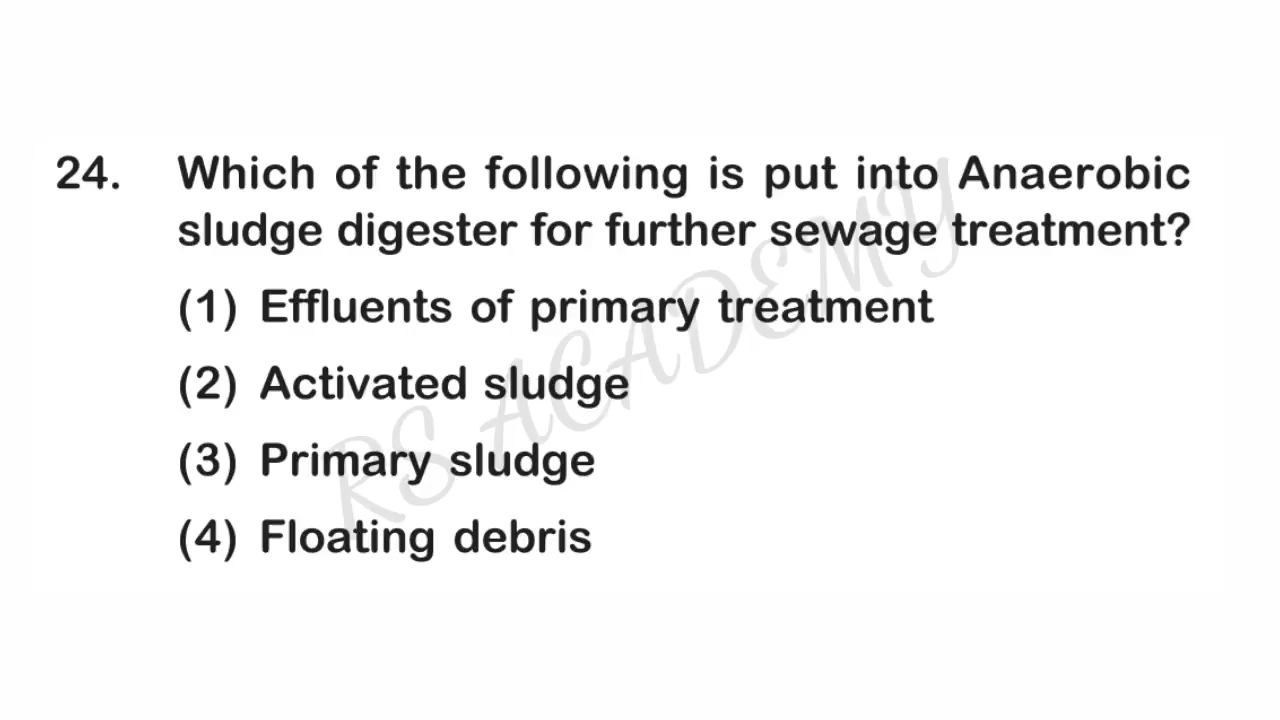 24. Which of the following is put into Anaerobic
sludge digester for further sewage treatment?
(1) Effluents of primary treatment
(2) Activated sludge
(3) Primary sludge
(4) Floating debris
RS ACADEMY